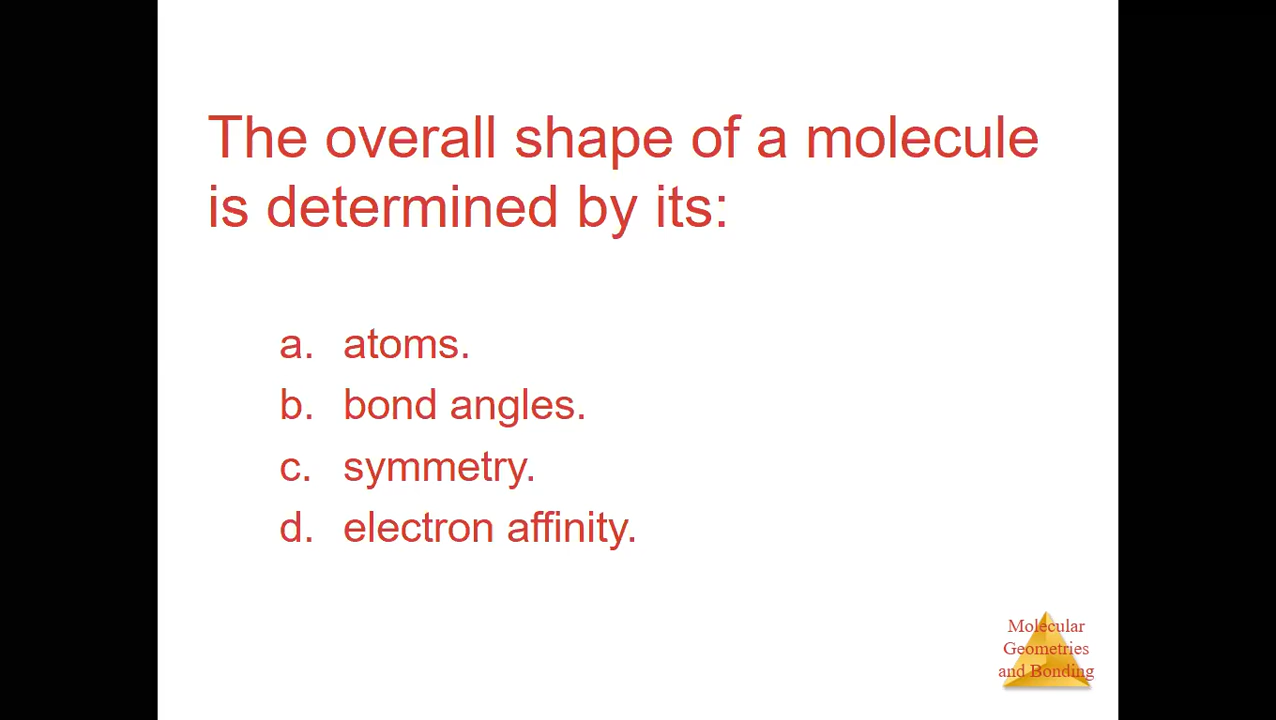 The overall shape of a molecule
is determined by its:
a. atoms.
b. bond angles.
c. symmetry.
d. electron affinity.
Molecular
Geometries
and Bonding